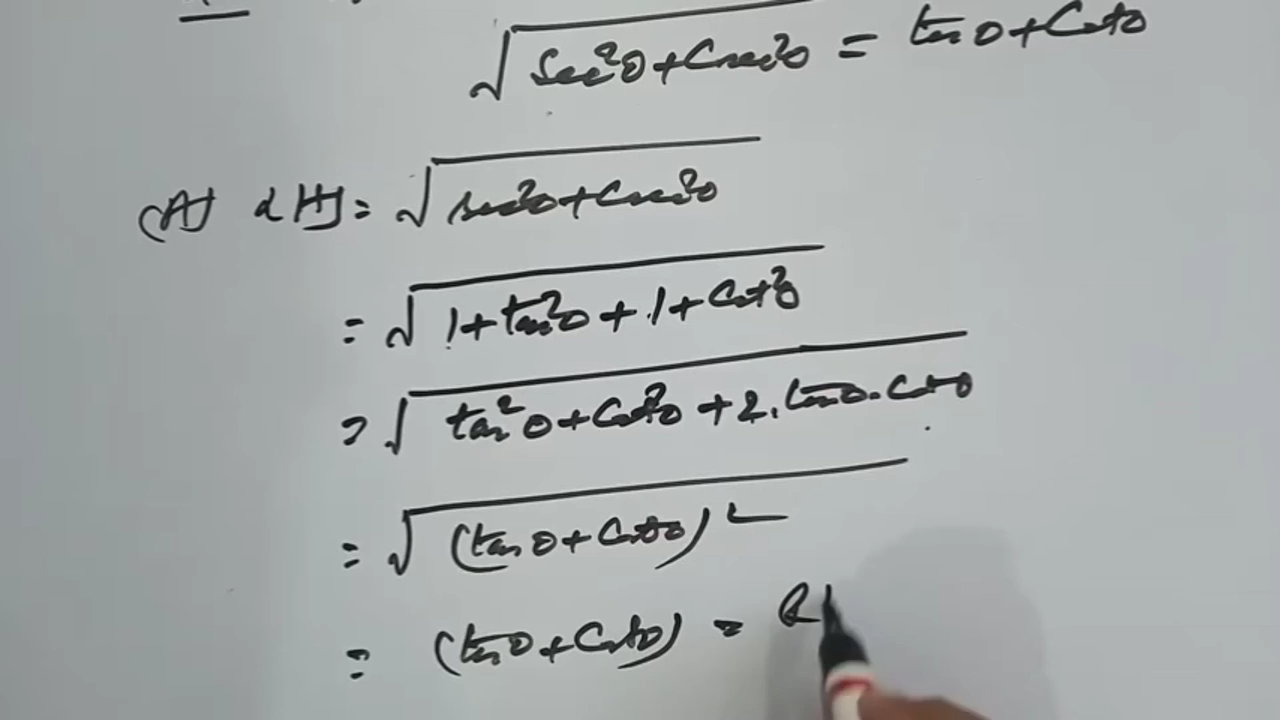 √(sec²θ + cosec²θ) = tanθ + cotθ
(A) LHS = √(sec²θ + cosec²θ)
= √(1 + tan²θ + 1 + cot²θ)
= √(tan²θ + cot²θ + 2.tanθ.cotθ)
= √((tanθ + cotθ)²)
= (tanθ + cotθ) = R